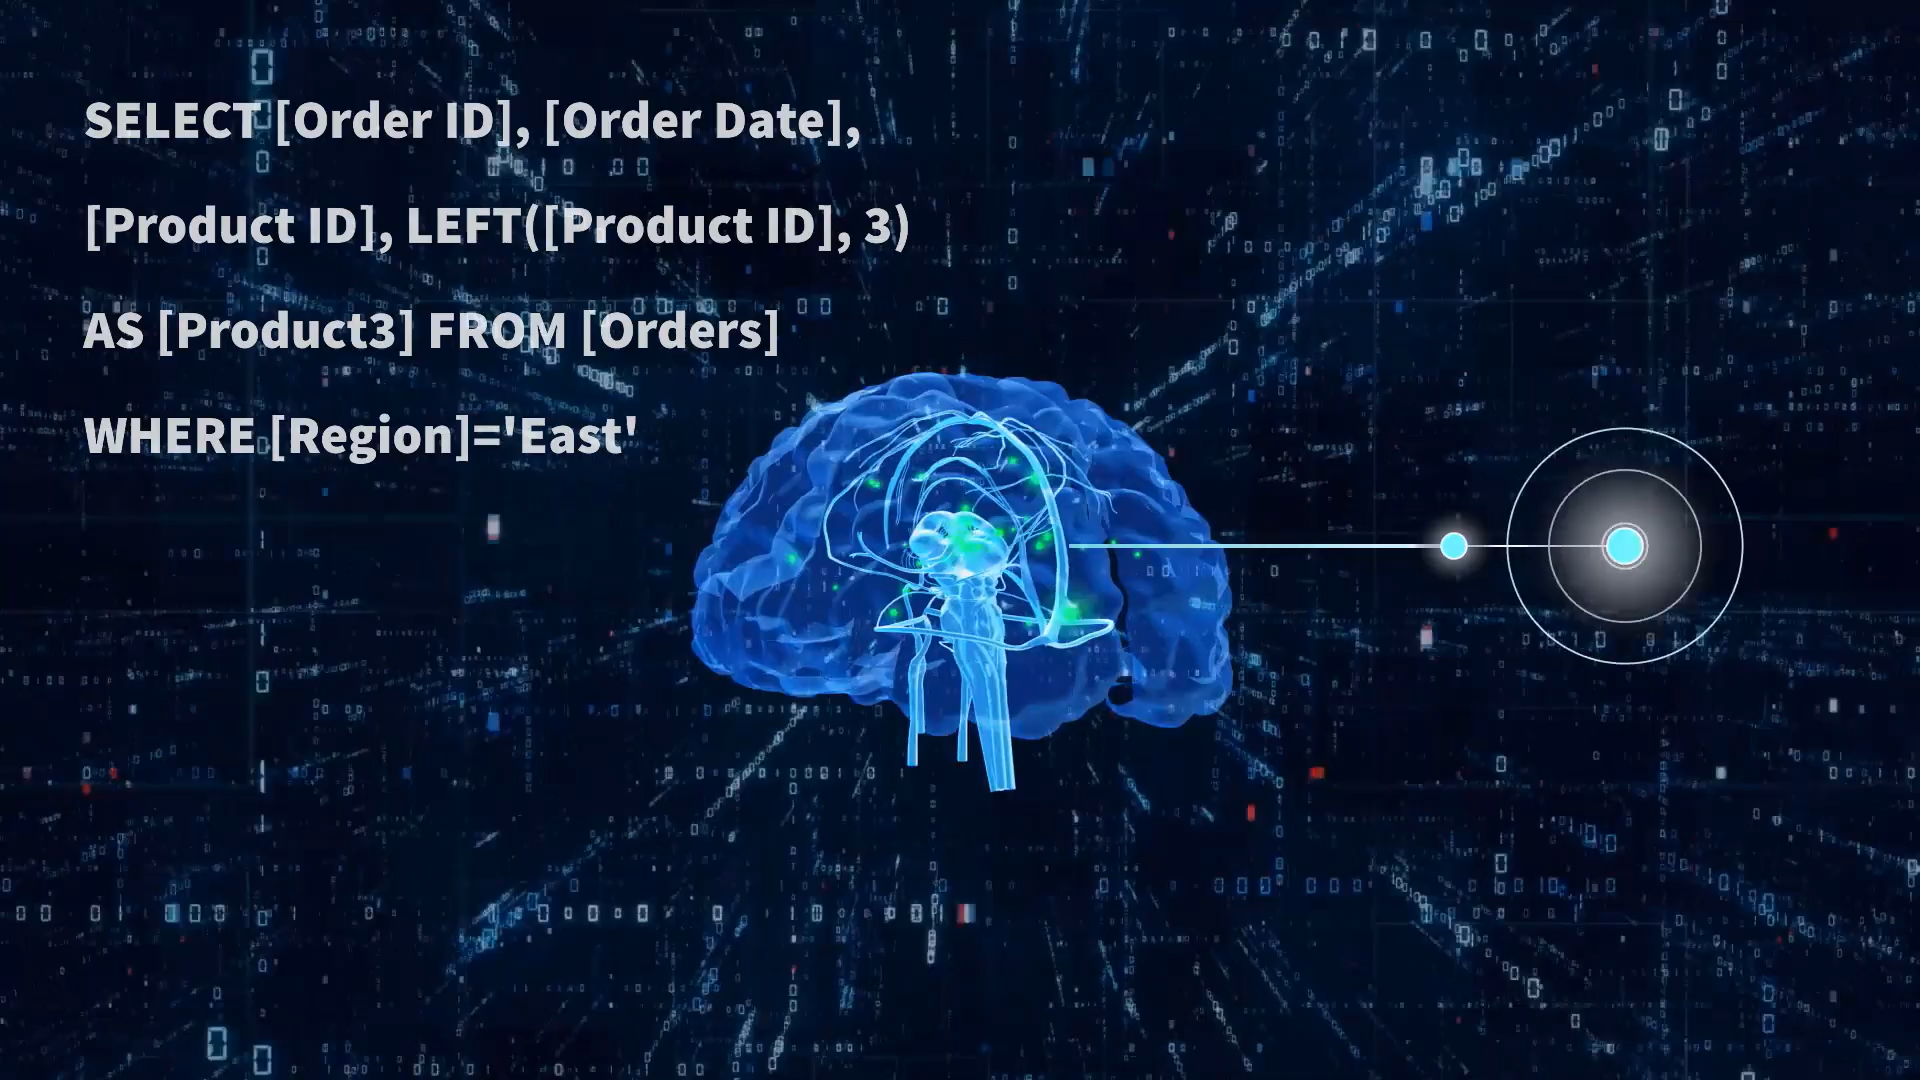 SELECT [Order ID], [Order Date],
[Product ID], LEFT([Product ID], 3)
AS [Product3] FROM [Orders]
WHERE [Region]='East'